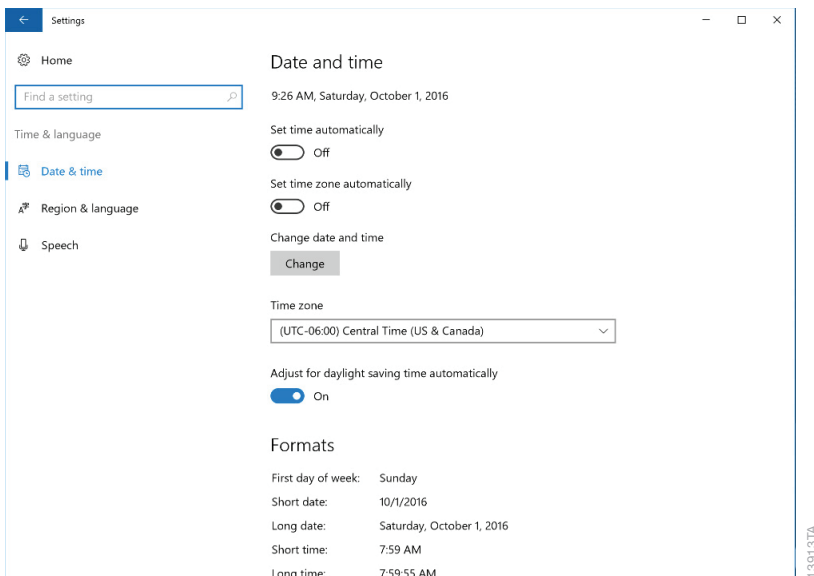 Settings
Home
Find a setting
Time & language
Date & time
Region & language
Speech
Date and time
9:26 AM, Saturday, October 1, 2016
Set time automatically
Off
Set time zone automatically
Off
Change date and time
Change
Time zone
(UTC-06:00) Central Time (US & Canada)
Adjust for daylight saving time automatically
On
Formats
First day of week: Sunday
Short date: 10/1/2016
Long date: Saturday, October 1, 2016
Short time: 7:59 AM
Long time: 7:59:55 AM